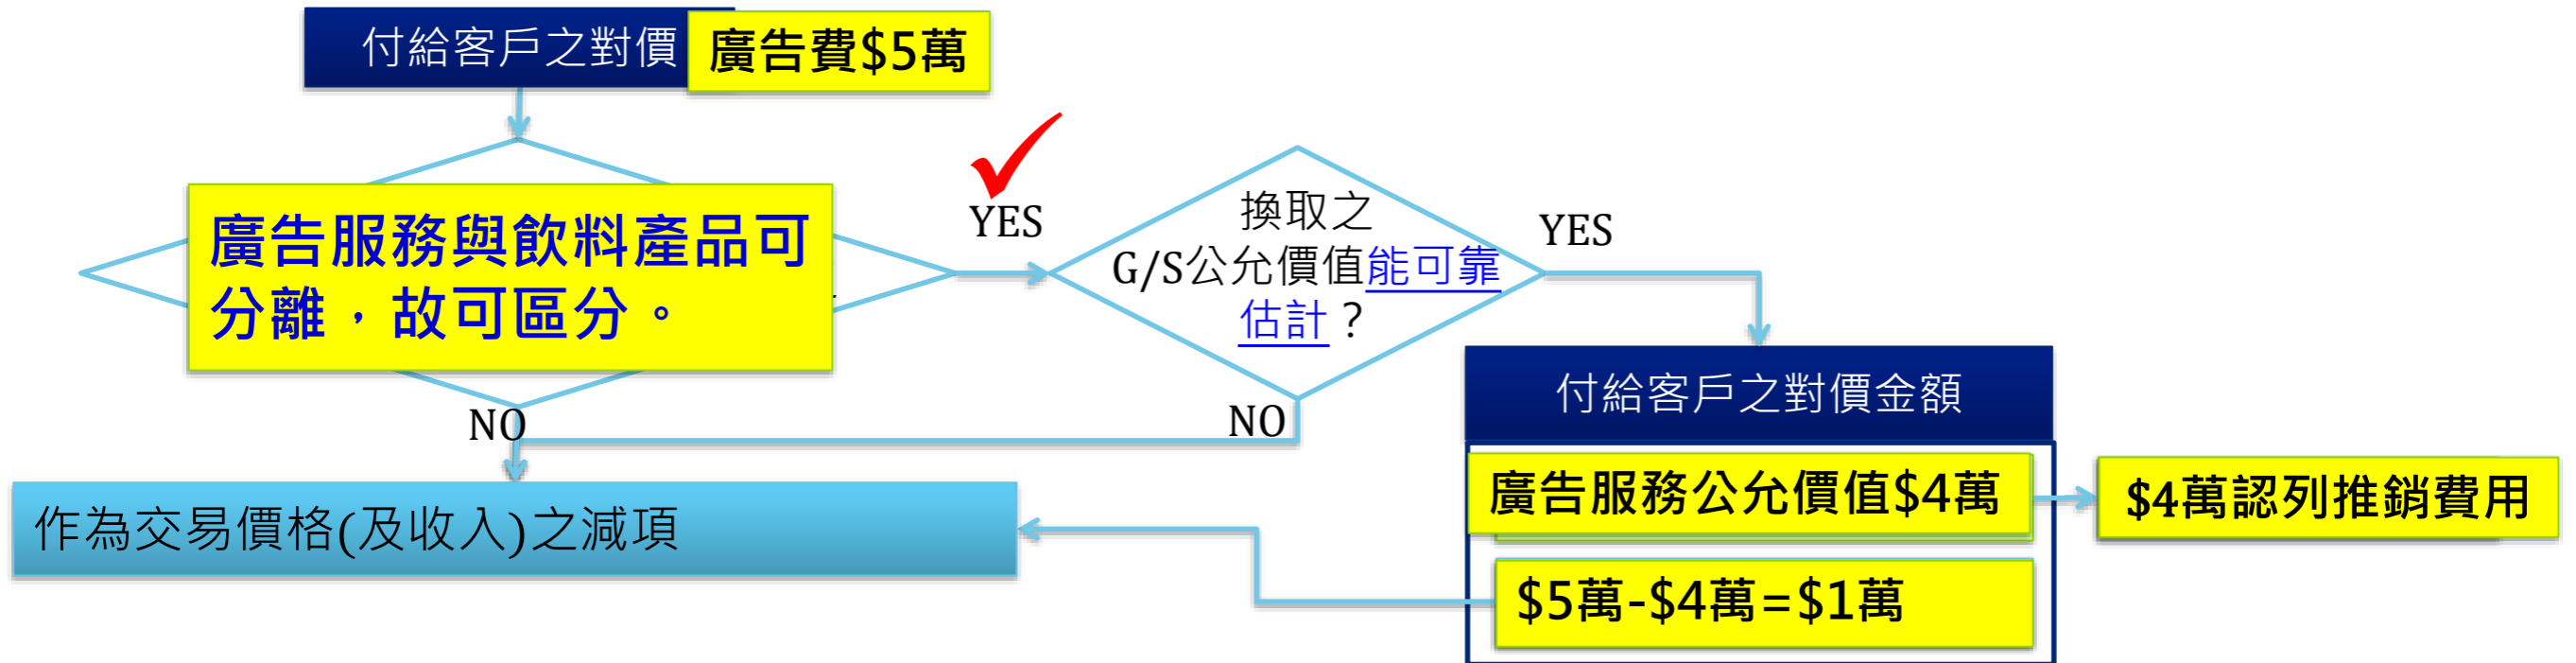 付給客戶之對價
廣告費$5萬
廣告服務與飲料產品可
分離，故可區分。
YES
換取之
G/S公允價值能可靠
估計？
YES
NO
NO
付給客戶之對價金額
廣告服務公允價值$4萬
$4萬認列推銷費用
作為交易價格(及收入)之減項
$5萬-$4萬=$1萬